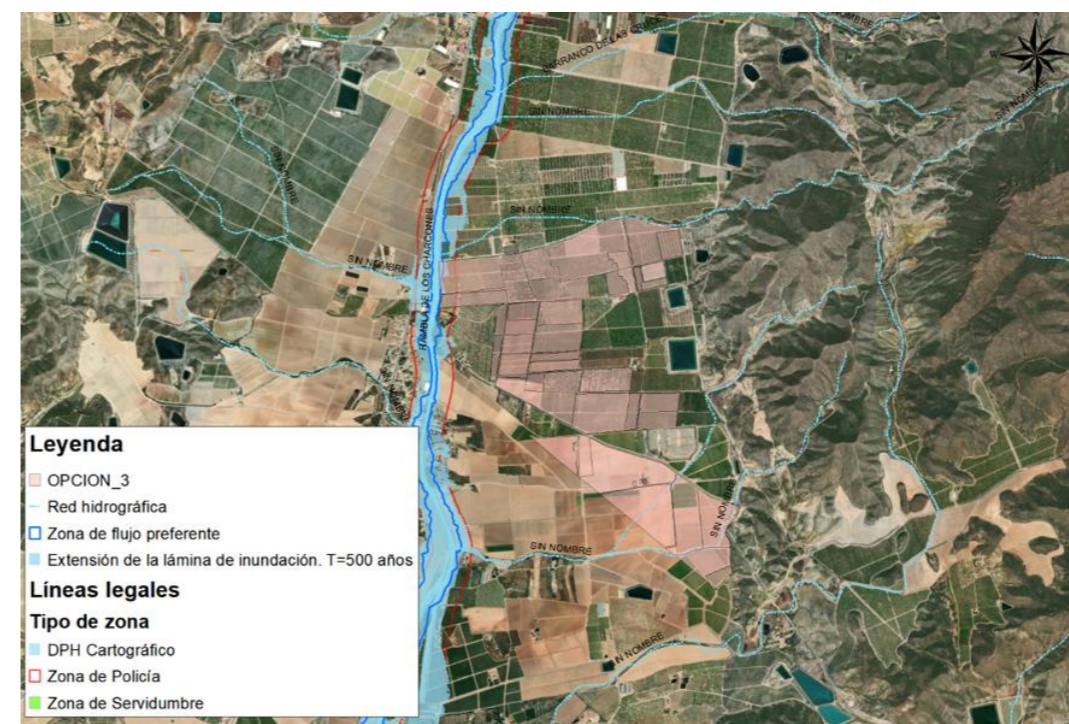 BARRANCO DE LAS CRUCES
SIN NOMBRE
SIN NOMBRE
SIN NOMBRE
SIN NOMBRE
SIN NOMBRE
RAMBLA DE LOS CHARCONES
SIN NOMBRE
SIN NOMBRE
SIN NOMBRE
Leyenda
OPCION_3
Red hidrográfica
Zona de flujo preferente
Extensión de la lámina de inundación. T=500 años
Líneas legales
Tipo de zona
DPH Cartográfico
Zona de Policía
Zona de Servidumbre